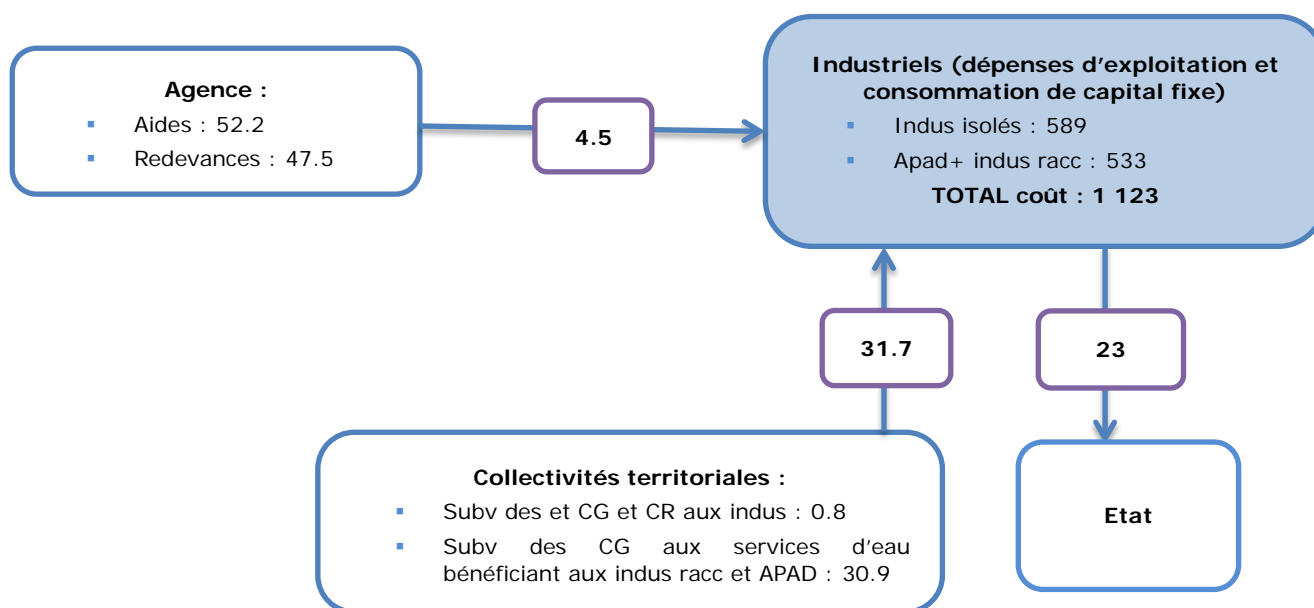 Agence :
▪ Aides : 52.2
▪ Redevances : 47.5
4.5
Industriels (dépenses d'exploitation et
consommation de capital fixe)
▪ Indus isolés : 589
▪ Apad+ indus racc : 533
TOTAL coût : 1 123
31.7
23
Collectivités territoriales :
▪ Subv des et CG et CR aux indus : 0.8
▪ Subv des CG aux services d'eau
bénéficiant aux indus racc et APAD : 30.9
Etat